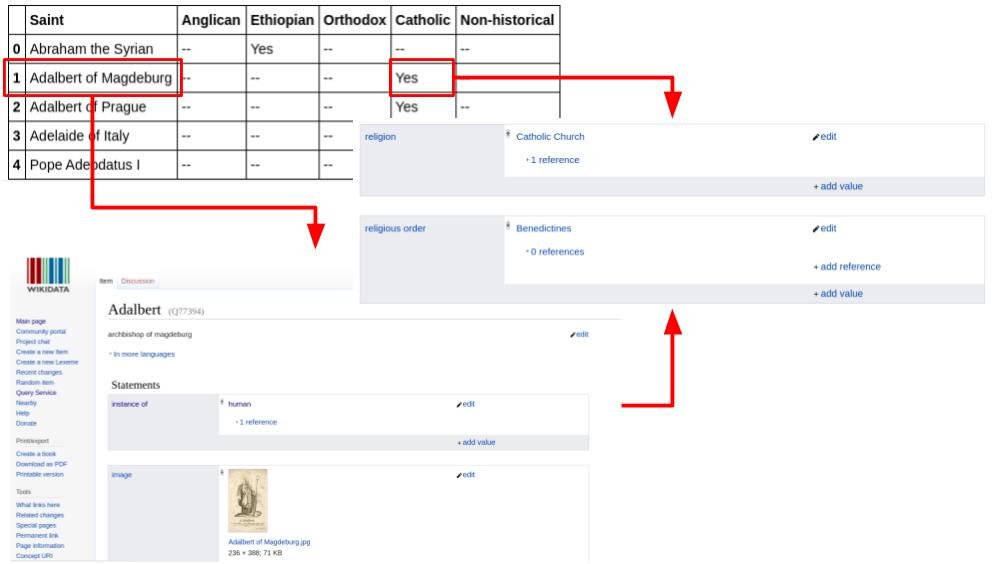 Saint Anglican Ethiopian Orthodox Catholic Non-historical
0 Abraham the Syrian -- Yes -- -- --
1 Adalbert of Magdeburg -- -- -- Yes --
2 Adalbert of Prague -- -- -- Yes --
3 Adelaide of Italy -- -- --
4 Pope Adeodatus I -- -- --
religion Catholic Church edit
1 reference
+ add value
religious order Benedictines edit
0 references
+ add reference
+ add value
WIKIDATA
Item Discussion
Adalbert (Q77394)
archbishop of magdeburg edit
In more languages
Statements
instance of human edit
1 reference
+ add value
image edit
Adalbert of Magdeburg.jpg
236 × 388; 71 KB
Main page
Community portal
Project chat
Create a new Item
Create a new Lexeme
Recent changes
Random item
Query Service
Nearby
Help
Donate
Print/export
Create a book
Download as PDF
Printable version
Tools
What links here
Related changes
Special pages
Permanent link
Page information
Concept URI